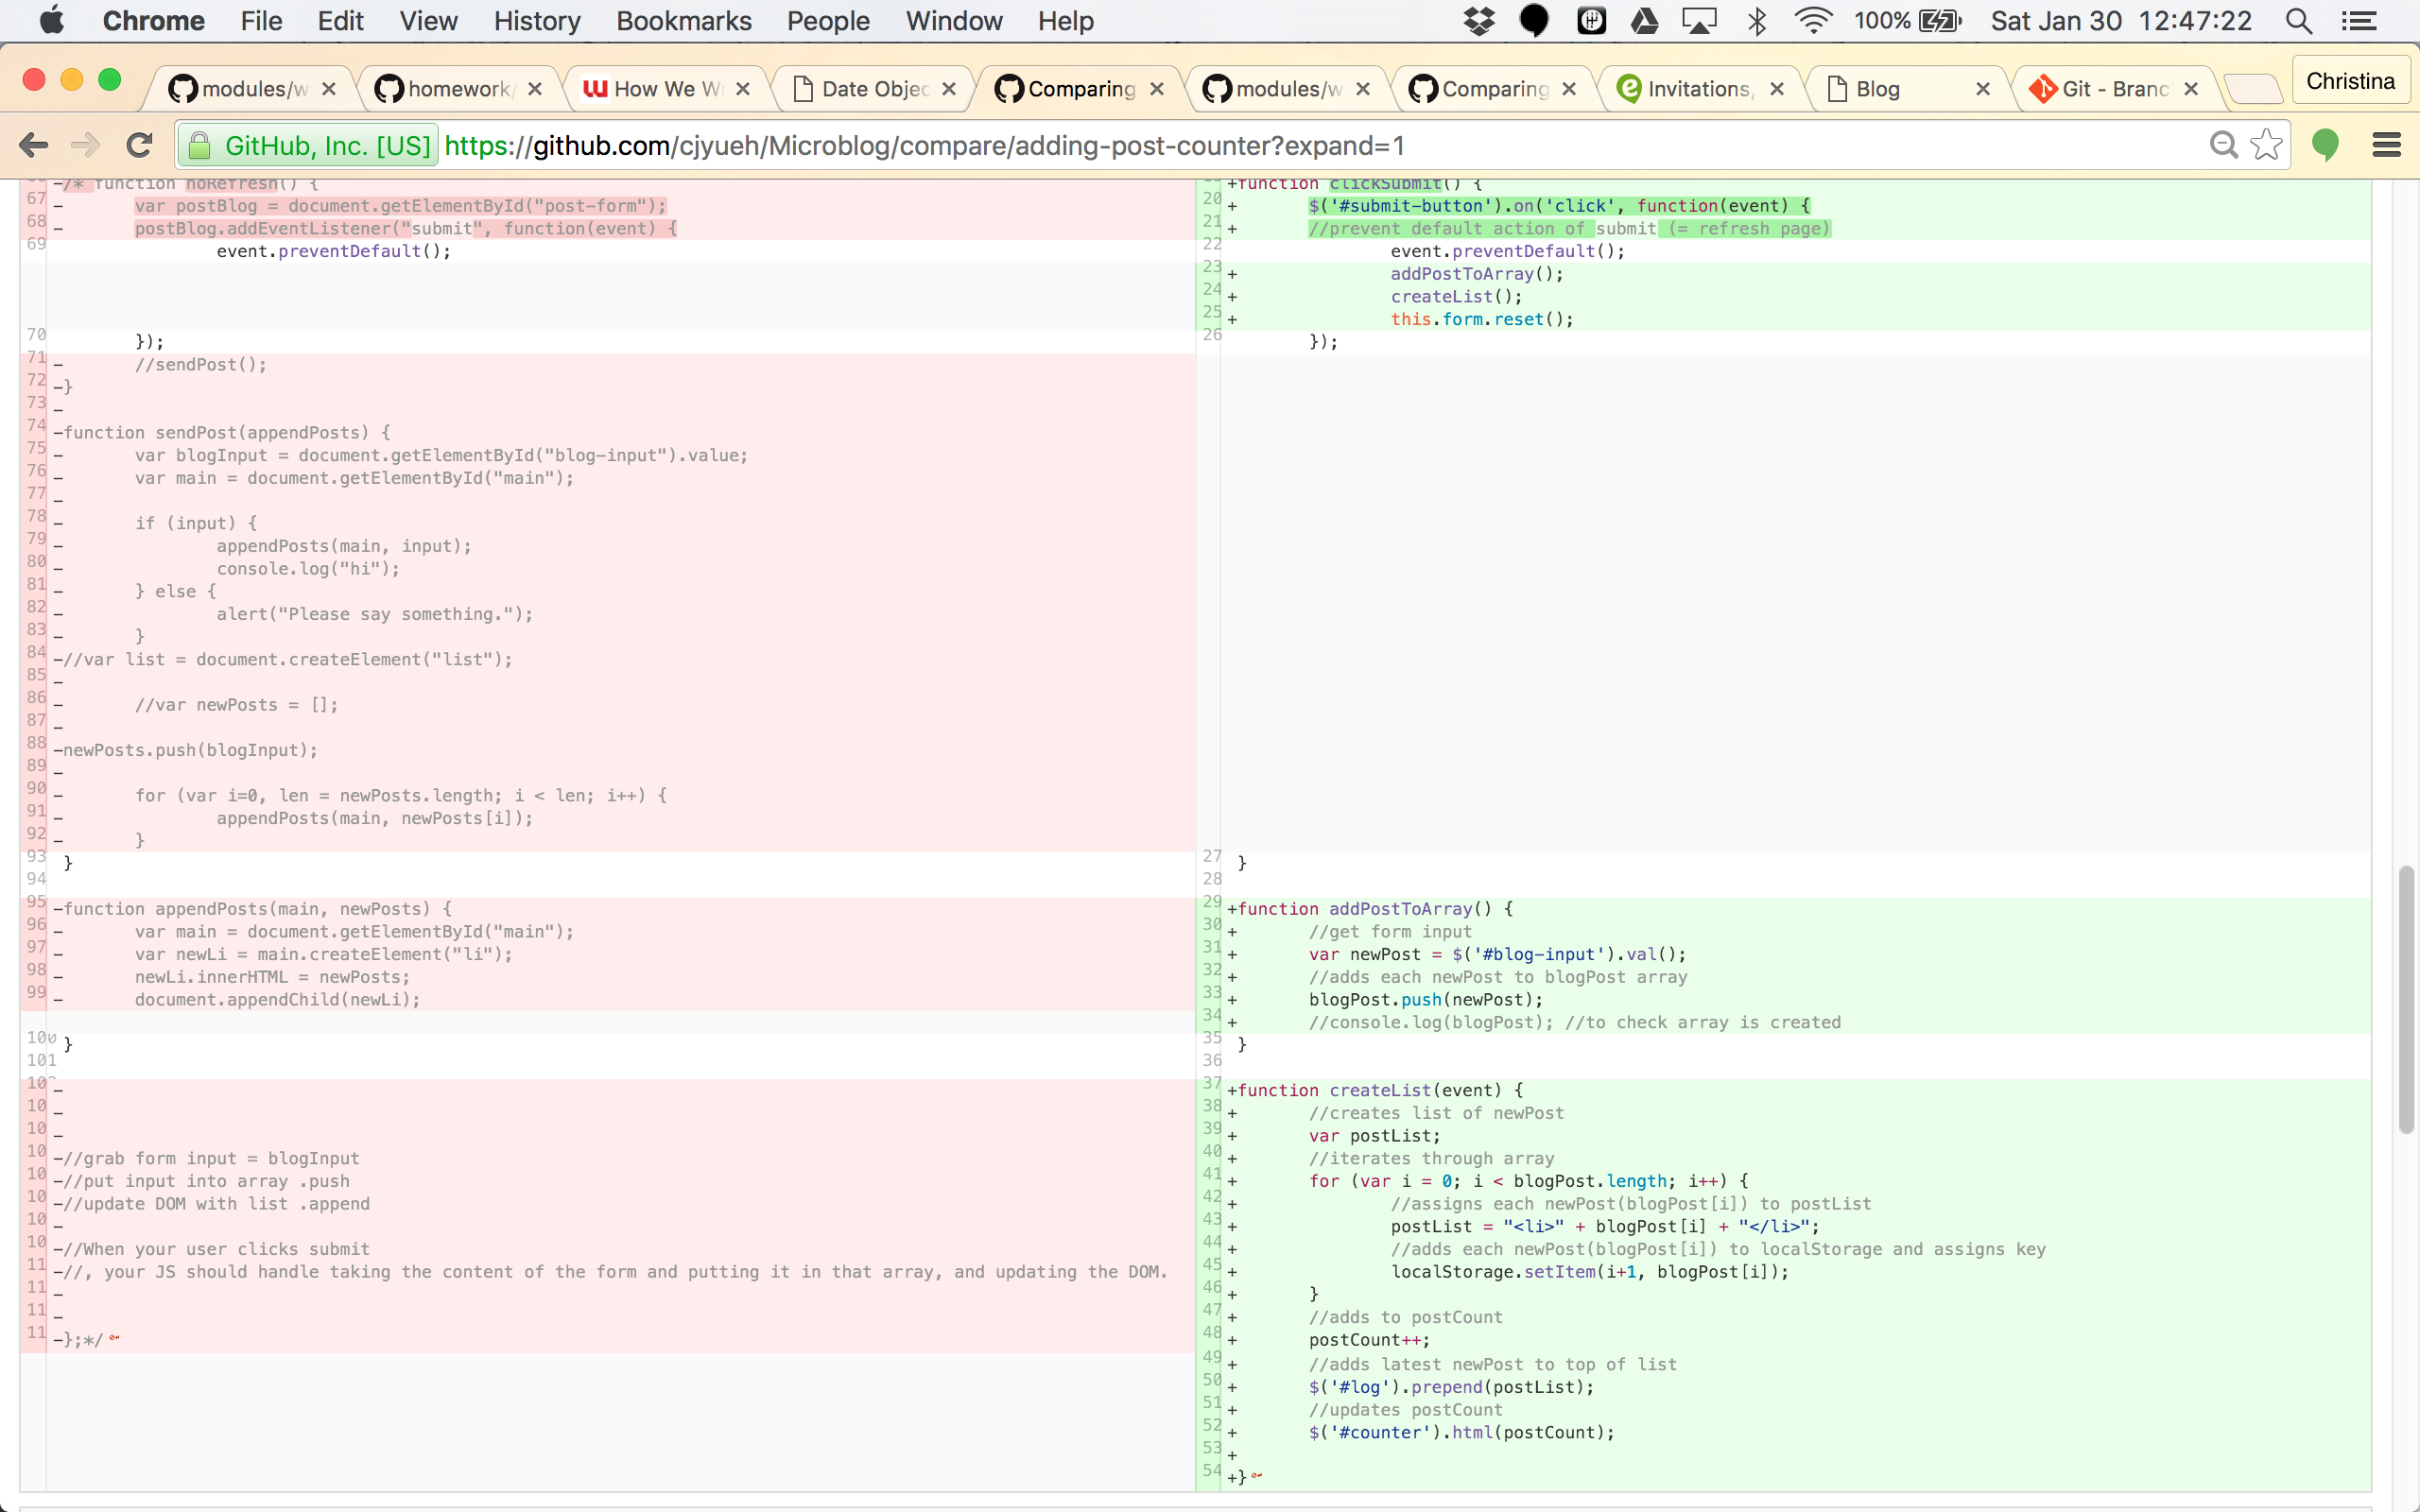 Chrome File Edit View History Bookmarks People Window Help 100% Sat Jan 30 12:47:22
modules/w homework/ How We W Date Objec Comparing modules/w Comparing Invitations, Blog Git - Branc Christina
GitHub, Inc. [US] https://github.com/cjyueh/Microblog/compare/adding-post-counter?expand=1
-/* function noRefresh() {
67 - var postBlog = document.getElementById("post-form");
68 - postBlog.addEventListener("submit", function(event) {
69 event.preventDefault();
70 });
71 - //sendPost();
72 -}
73 -
74 -function sendPost(appendPosts) {
75 - var blogInput = document.getElementById("blog-input").value;
76 - var main = document.getElementById("main");
77 -
78 - if (input) {
79 - appendPosts(main, input);
80 - console.log("hi");
81 - } else {
82 - alert("Please say something.");
83 - }
84 -//var list = document.createElement("list");
85 -
86 - //var newPosts = [];
87 -
88 -newPosts.push(blogInput);
89 -
90 - for (var i=0, len = newPosts.length; i < len; i++) {
91 - appendPosts(main, newPosts[i]);
92 - }
93 }
94
95 -function appendPosts(main, newPosts) {
96 - var main = document.getElementById("main");
97 - var newLi = main.createElement("li");
98 - newLi.innerHTML = newPosts;
99 - document.appendChild(newLi);
100 }
101
10 -
10 -
10 -
10 -//grab form input = blogInput
10 -//put input into array .push
10 -//update DOM with list .append
10 -
10 -//When your user clicks submit
11 -//, your JS should handle taking the content of the form and putting it in that array, and updating the DOM.
11 -
11 -
11 -};*/
+function clickSubmit() {
20 + $('#submit-button').on('click', function(event) {
21 + //prevent default action of submit (= refresh page)
22 event.preventDefault();
23 + addPostToArray();
24 + createList();
25 + this.form.reset();
26 });
27 }
28
29 +function addPostToArray() {
30 + //get form input
31 + var newPost = $('#blog-input').val();
32 + //adds each newPost to blogPost array
33 + blogPost.push(newPost);
34 + //console.log(blogPost); //to check array is created
35 }
36
37 +function createList(event) {
38 + //creates list of newPost
39 + var postList;
40 + //iterates through array
41 + for (var i = 0; i < blogPost.length; i++) {
42 + //assigns each newPost(blogPost[i]) to postList
43 + postList = "<li>" + blogPost[i] + "</li>";
44 + //adds each newPost(blogPost[i]) to localStorage and assigns key
45 + localStorage.setItem(i+1, blogPost[i]);
46 + }
47 + //adds to postCount
48 + postCount++;
49 + //adds latest newPost to top of list
50 + $('#log').prepend(postList);
51 + //updates postCount
52 + $('#counter').html(postCount);
53 +
54 +}